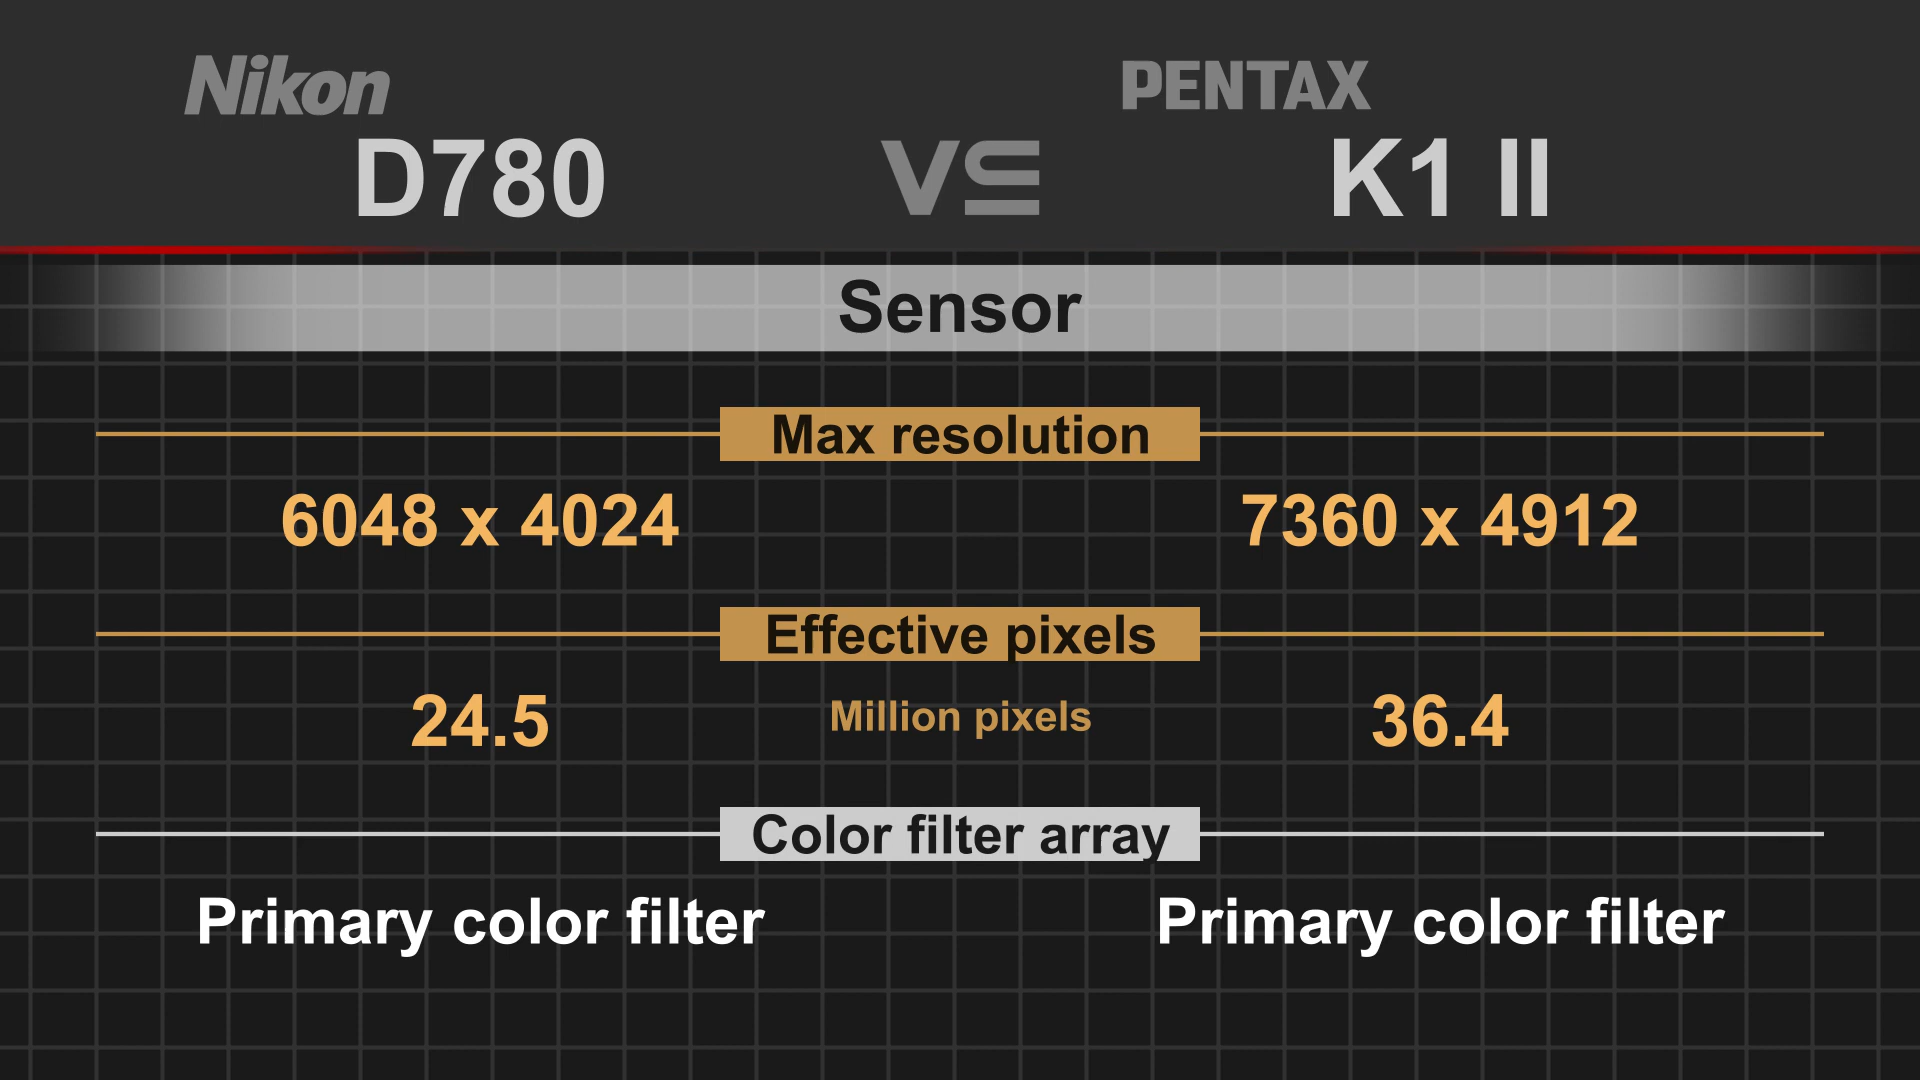 Nikon
D780
VS
PENTAX
K1 II
Sensor
Max resolution
6048 x 4024
7360 x 4912
Effective pixels
24.5
Million pixels
36.4
Color filter array
Primary color filter
Primary color filter